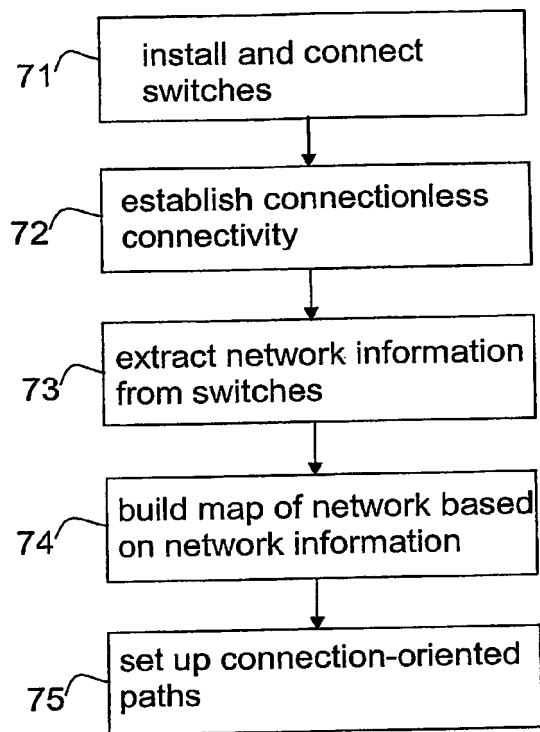 71
install and connect
switches
72
establish connectionless
connectivity
73
extract network information
from switches
74
build map of network based
on network information
75
set up connection-oriented
paths